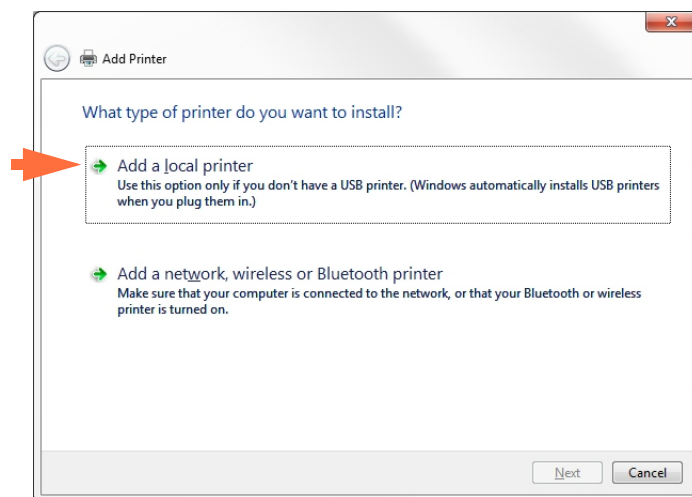 Add Printer
What type of printer do you want to install?
Add a local printer
Use this option only if you don't have a USB printer. (Windows automatically installs USB printers
when you plug them in.)
Add a network, wireless or Bluetooth printer
Make sure that your computer is connected to the network, or that your Bluetooth or wireless
printer is turned on.
Next Cancel